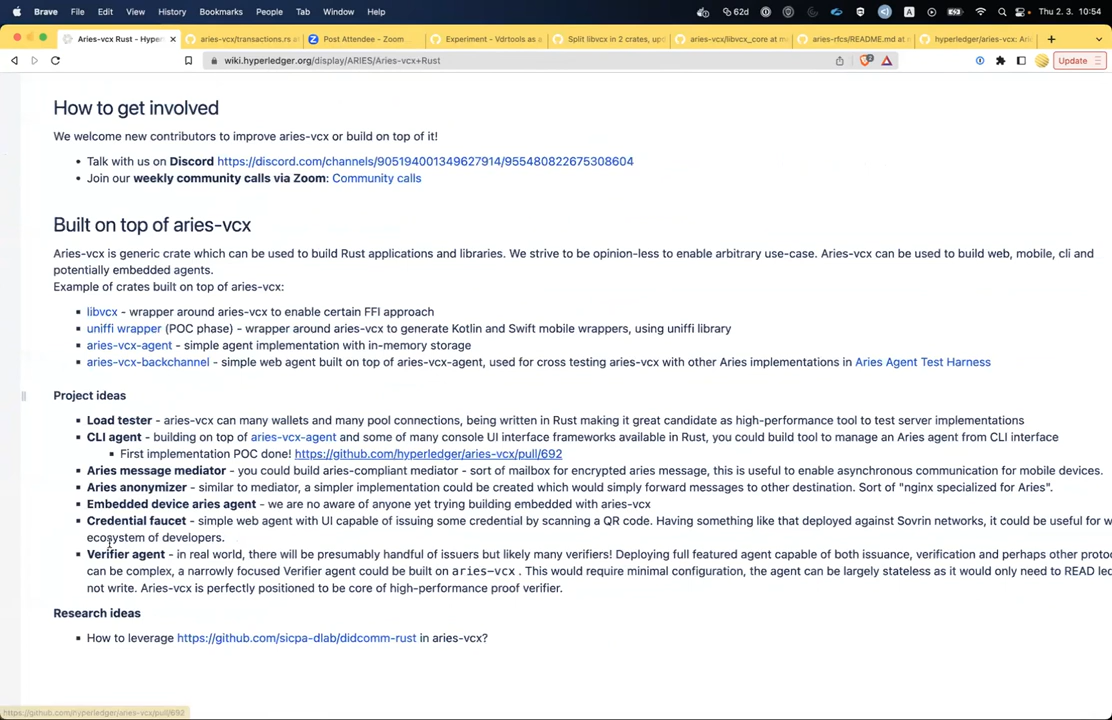 Brave File Edit View History Bookmarks People Tab Window Help 62d A Thu 2. 3. 10:54
Aries-vcx Rust - Hyper aries-vcx/transactions.rs a Post Attendee - Zoom Experiment - Vdrtools as a Split libvcx in 2 crates, upd aries-vcx/libvcx_core at m aries-rfcs/README.md at hyperledger/aries-vcx: Ari
wiki.hyperledger.org/display/ARIES/Aries-vcx+Rust Update
How to get involved
We welcome new contributors to improve aries-vcx or build on top of it!
Talk with us on Discord https://discord.com/channels/905194001349627914/955480822675308604
Join our weekly community calls via Zoom: Community calls
Built on top of aries-vcx
Aries-vcx is generic crate which can be used to build Rust applications and libraries. We strive to be opinion-less to enable arbitrary use-case. Aries-vcx can be used to build web, mobile, cli and
potentially embedded agents.
Example of crates built on top of aries-vcx:
libvcx - wrapper around aries-vcx to enable certain FFI approach
uniffi wrapper (POC phase) - wrapper around aries-vcx to generate Kotlin and Swift mobile wrappers, using uniffi library
aries-vcx-agent - simple agent implementation with in-memory storage
aries-vcx-backchannel - simple web agent built on top of aries-vcx-agent, used for cross testing aries-vcx with other Aries implementations in Aries Agent Test Harness
Project ideas
Load tester - aries-vcx can many wallets and many pool connections, being written in Rust making it great candidate as high-performance tool to test server implementations
CLI agent - building on top of aries-vcx-agent and some of many console UI interface frameworks available in Rust, you could build tool to manage an Aries agent from CLI interface
First implementation POC done! https://github.com/hyperledger/aries-vcx/pull/692
Aries message mediator - you could build aries-compliant mediator - sort of mailbox for encrypted aries message, this is useful to enable asynchronous communication for mobile devices.
Aries anonymizer - similar to mediator, a simpler implementation could be created which would simply forward messages to other destination. Sort of "nginx specialized for Aries".
Embedded device aries agent - we are no aware of anyone yet trying building embedded with aries-vcx
Credential faucet - simple web agent with UI capable of issuing some credential by scanning a QR code. Having something like that deployed against Sovrin networks, it could be useful for w
ecosystem of developers.
Verifier agent - in real world, there will be presumably handful of issuers but likely many verifiers! Deploying full featured agent capable of both issuance, verification and perhaps other proto
can be complex, a narrowly focused Verifier agent could be built on aries-vcx . This would require minimal configuration, the agent can be largely stateless as it would only need to READ led
not write. Aries-vcx is perfectly positioned to be core of high-performance proof verifier.
Research ideas
How to leverage https://github.com/sicpa-dlab/didcomm-rust in aries-vcx?
https://github.com/hyperledger/aries-vcx/pull/692